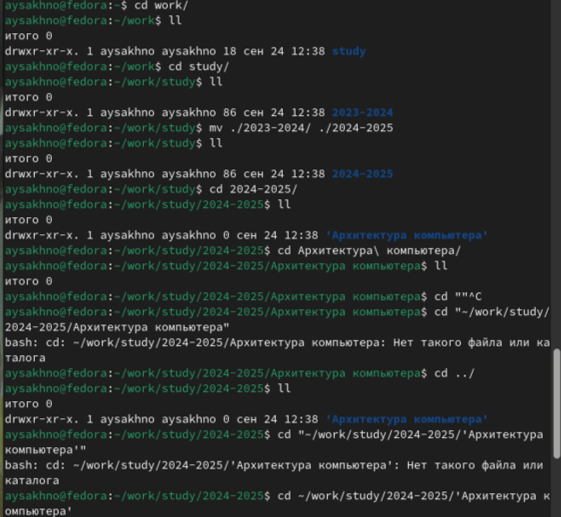 aysakhno@fedora:~$ cd work/
aysakhno@fedora:~/work$ ll
итого 0
drwxr-xr-x. 1 aysakhno aysakhno 18 сен 24 12:38 study
aysakhno@fedora:~/work$ cd study/
aysakhno@fedora:~/work/study$ ll
итого 0
drwxr-xr-x. 1 aysakhno aysakhno 86 сен 24 12:38 2023-2024
aysakhno@fedora:~/work/study$ mv ./2023-2024/ ./2024-2025
aysakhno@fedora:~/work/study$ ll
итого 0
drwxr-xr-x. 1 aysakhno aysakhno 86 сен 24 12:38 2024-2025
aysakhno@fedora:~/work/study$ cd 2024-2025/
aysakhno@fedora:~/work/study/2024-2025$ ll
итого 0
drwxr-xr-x. 1 aysakhno aysakhno 0 сен 24 12:38 'Архитектура компьютера'
aysakhno@fedora:~/work/study/2024-2025$ cd Архитектура\ компьютера/
aysakhno@fedora:~/work/study/2024-2025/Архитектура компьютера$ ll
итого 0
aysakhno@fedora:~/work/study/2024-2025/Архитектура компьютера$ cd ""^C
aysakhno@fedora:~/work/study/2024-2025/Архитектура компьютера$ cd "~/work/study/
2024-2025/Архитектура компьютера"
bash: cd: ~/work/study/2024-2025/Архитектура компьютера: Нет такого файла или ка
талога
aysakhno@fedora:~/work/study/2024-2025/Архитектура компьютера$ cd ../
aysakhno@fedora:~/work/study/2024-2025$ ll
итого 0
drwxr-xr-x. 1 aysakhno aysakhno 0 сен 24 12:38 'Архитектура компьютера'
aysakhno@fedora:~/work/study/2024-2025$ cd "~/work/study/2024-2025/'Архитектура
компьютера'"
bash: cd: ~/work/study/2024-2025/'Архитектура компьютера': Нет такого файла или
каталога
aysakhno@fedora:~/work/study/2024-2025$ cd ~/work/study/2024-2025/'Архитектура к
омпьютера'